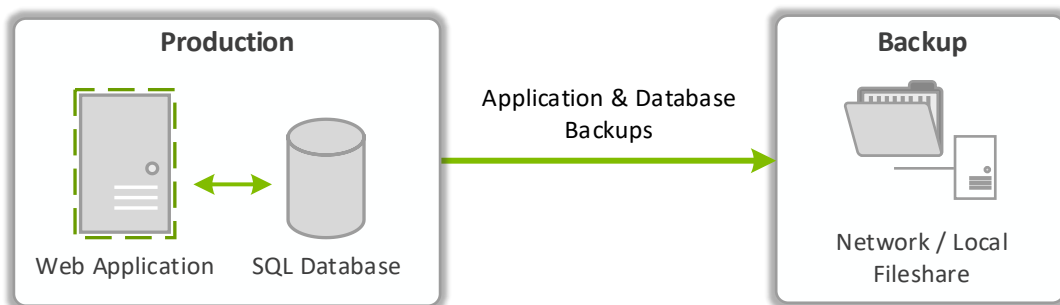 Production
Web Application
SQL Database
Application & Database
Backups
Backup
Network / Local
Fileshare